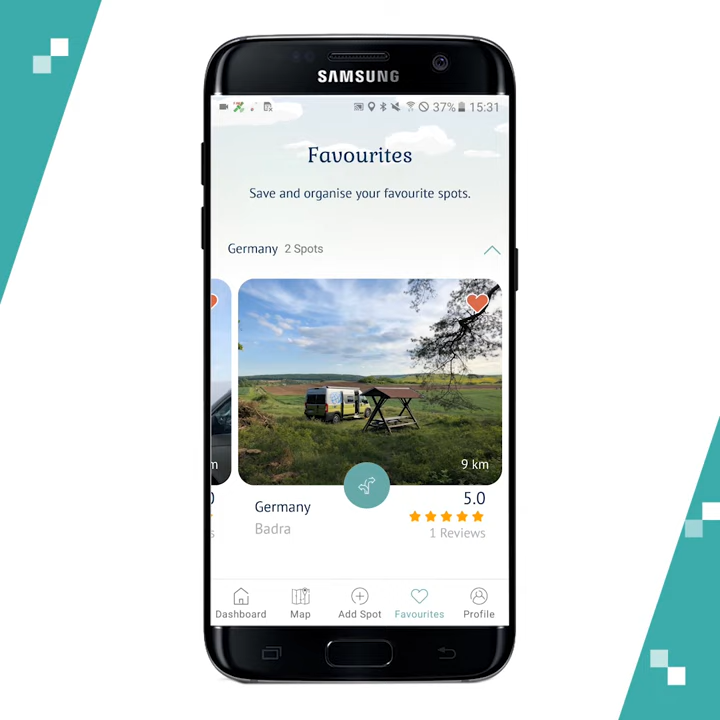 SAMSUNG
37% 15:31
Favourites
Save and organise your favourite spots.
Germany 2 Spots
m
9 km
Germany 5.0
Badra
1 Reviews
s
Dashboard Map Add Spot Favourites Profile